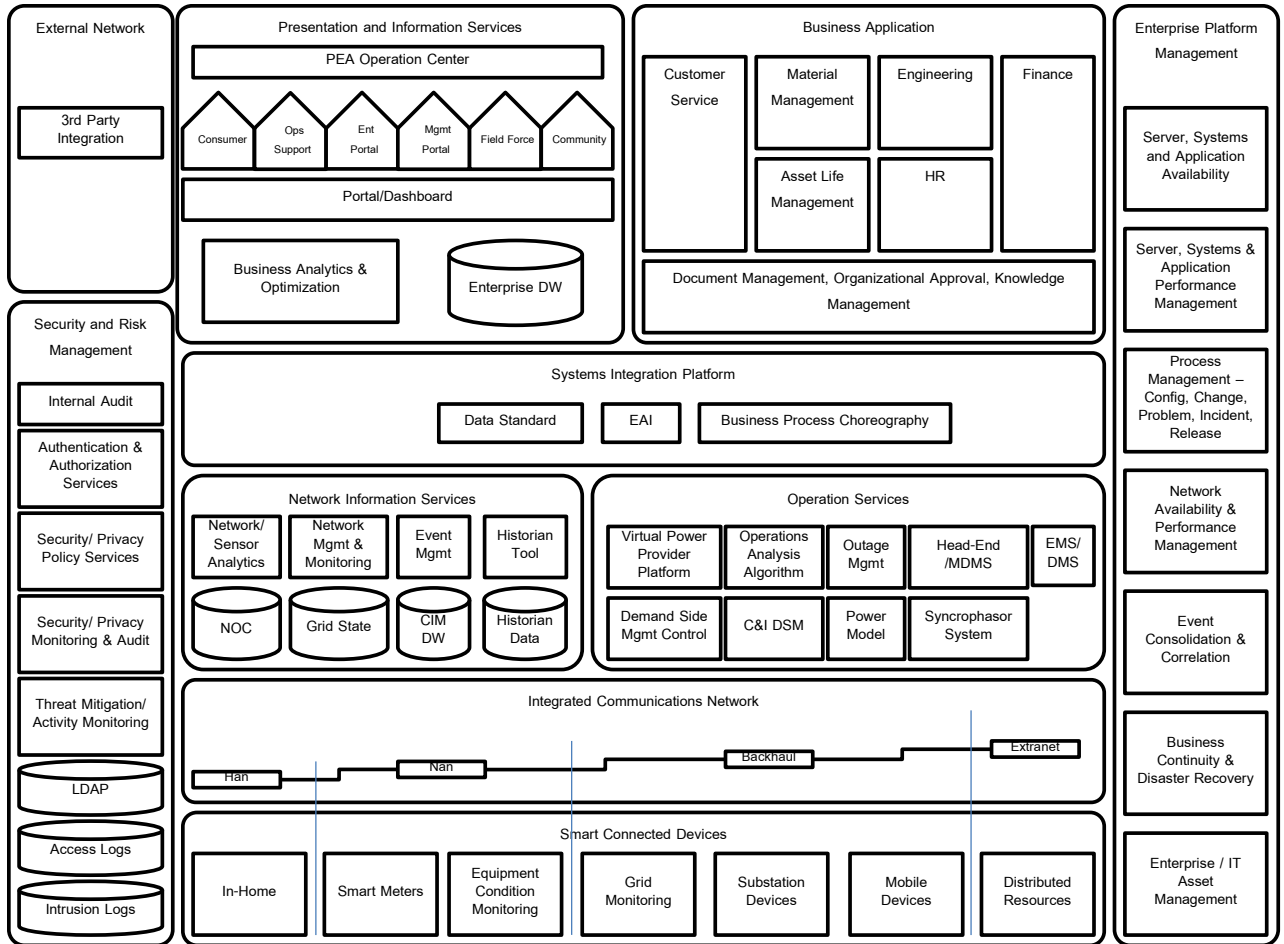 External Network
3rd Party
Integration
Security and Risk
Management
Internal Audit
Authentication &
Authorization
Services
Security/ Privacy
Policy Services
Security/ Privacy
Monitoring & Audit
Threat Mitigation/
Activity Monitoring
LDAP
Access Logs
Intrusion Logs
Presentation and Information Services
PEA Operation Center
Consumer
Ops
Support
Ent
Portal
Mgmt
Portal
Field Force
Community
Portal/Dashboard
Business Analytics &
Optimization
Enterprise DW
Business Application
Customer
Service
Material
Management
Engineering
Finance
Asset Life
Management
HR
Document Management, Organizational Approval, Knowledge
Management
Systems Integration Platform
Data Standard
EAI
Business Process Choreography
Network Information Services
Network/
Sensor
Analytics
Network
Mgmt &
Monitoring
Event
Mgmt
Historian
Tool
NOC
Grid State
CIM
DW
Historian
Data
Operation Services
Virtual Power
Provider
Platform
Operations
Analysis
Algorithm
Outage
Mgmt
Head-End
/MDMS
EMS/
DMS
Demand Side
Mgmt Control
C&I DSM
Power
Model
Syncrophasor
System
Integrated Communications Network
Han
Nan
Backhaul
Extranet
Smart Connected Devices
In-Home
Smart Meters
Equipment
Condition
Monitoring
Grid
Monitoring
Substation
Devices
Mobile
Devices
Distributed
Resources
Enterprise Platform
Management
Server, Systems
and Application
Availability
Server, Systems &
Application
Performance
Management
Process
Management –
Config, Change,
Problem, Incident,
Release
Network
Availability &
Performance
Management
Event
Consolidation &
Correlation
Business
Continuity &
Disaster Recovery
Enterprise / IT
Asset
Management